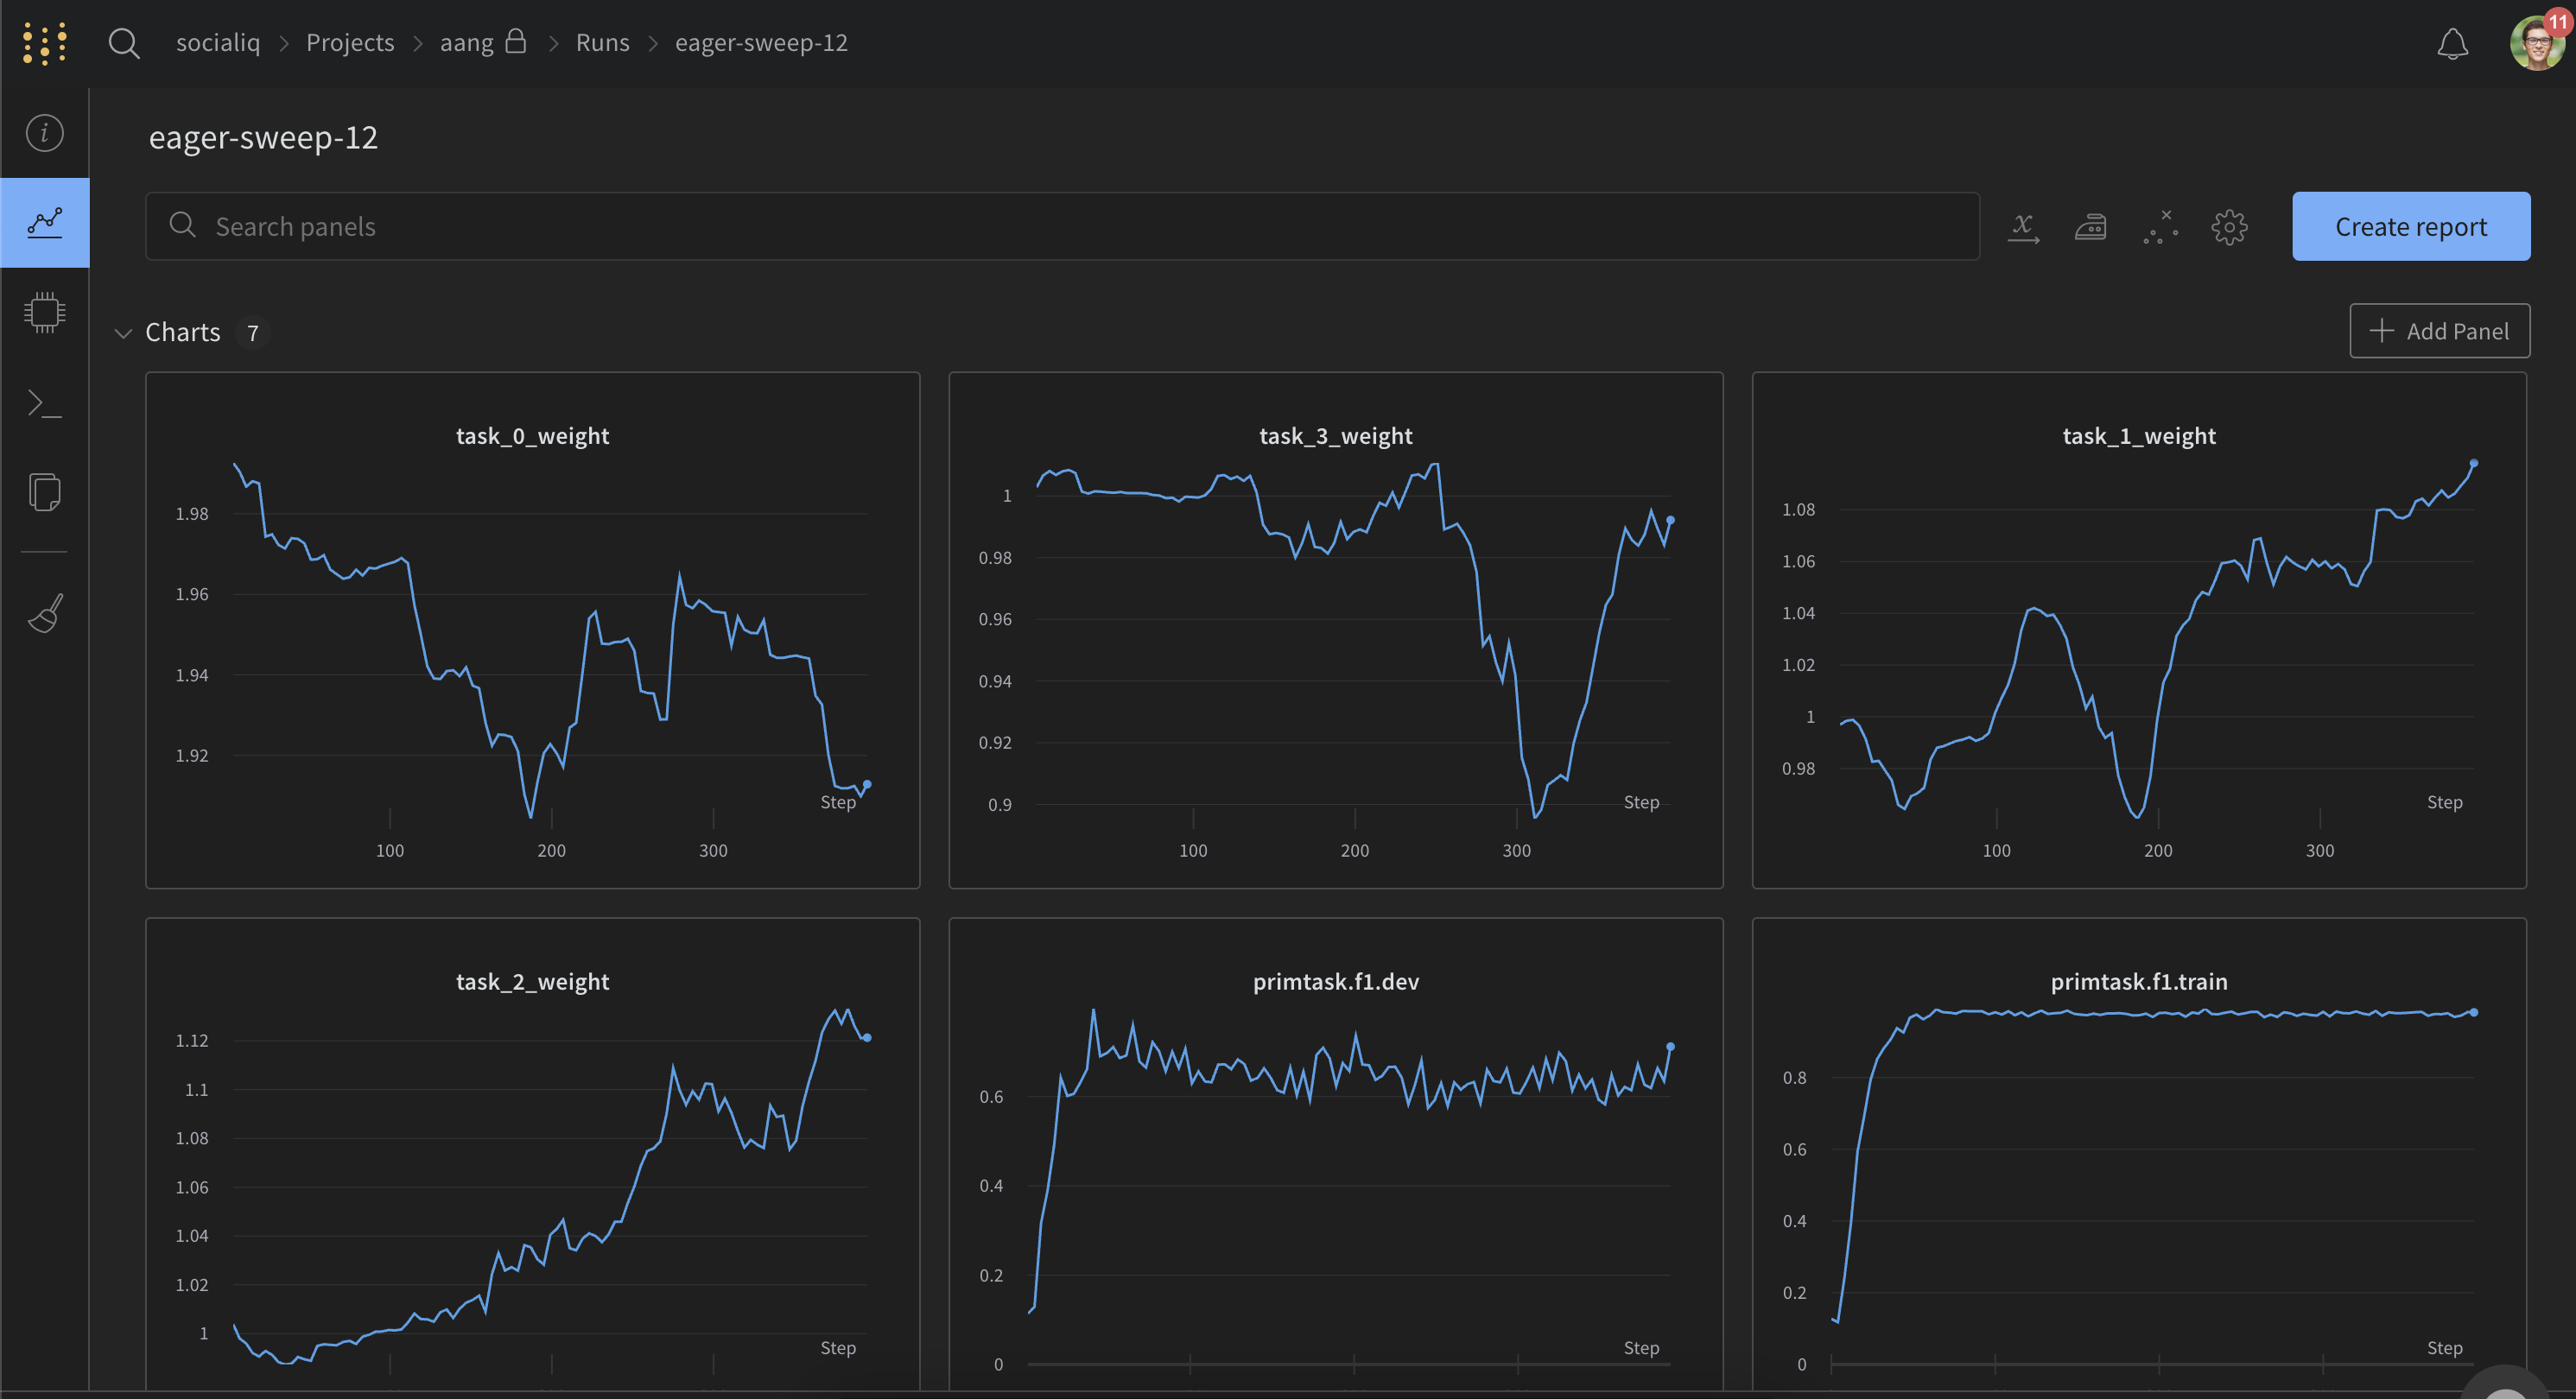 socialiq > Projects > aang > Runs > eager-sweep-12
11
eager-sweep-12
Search panels
Create report
Charts 7
Add Panel
task_0_weight
1.98
1.96
1.94
1.92
Step
100 200 300
task_3_weight
1
0.98
0.96
0.94
0.92
0.9
Step
100 200 300
task_1_weight
1.08
1.06
1.04
1.02
1
0.98
Step
100 200 300
task_2_weight
1.12
1.1
1.08
1.06
1.04
1.02
1
Step
primtask.f1.dev
0.6
0.4
0.2
0
Step
primtask.f1.train
0.8
0.6
0.4
0.2
0
Step